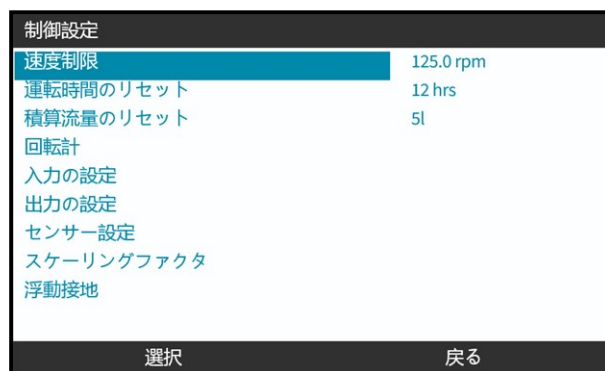 制御設定
速度制限 125.0 rpm
運転時間のリセット 12 hrs
積算流量のリセット 5l
回転計
入力の設定
出力の設定
センサー設定
スケーリングファクタ
浮動接地
選択 戻る